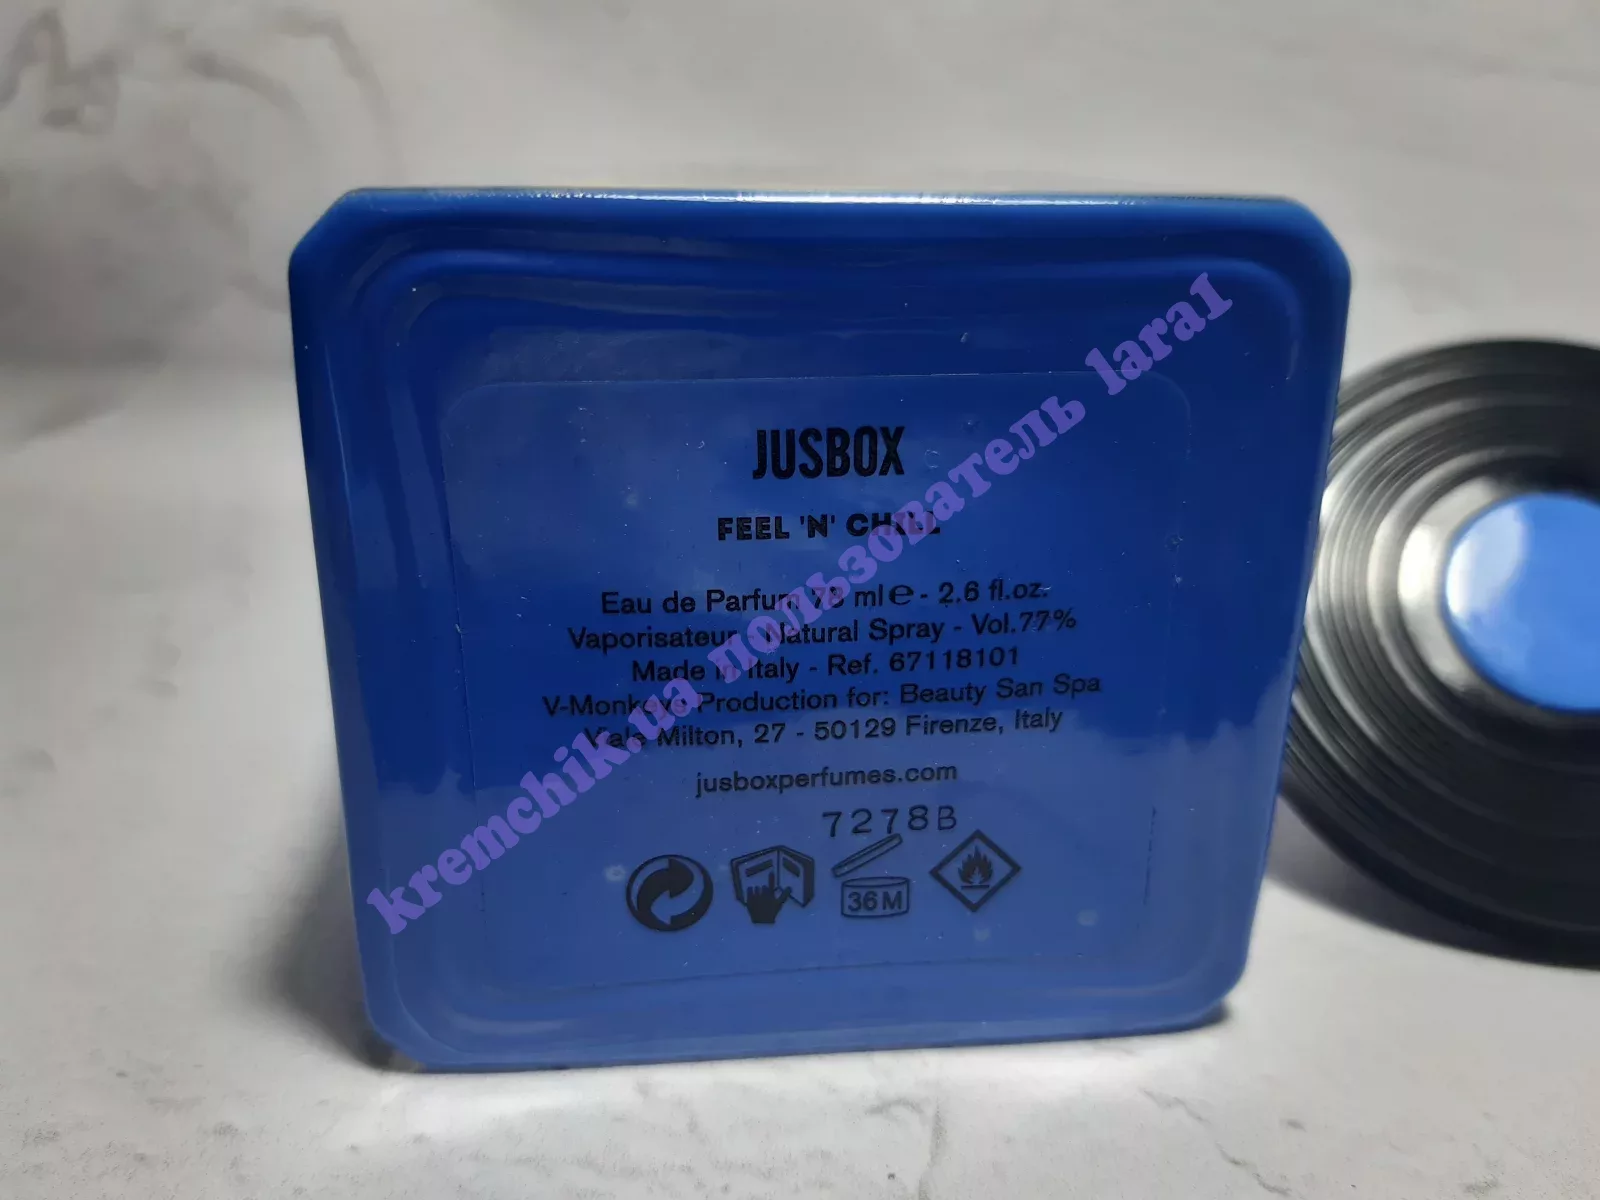 JUSBOX
FEEL 'N' CHILL
Eau de Parfum 78 ml e - 2.6 fl.oz.
Vaporisateur - Natural Spray - Vol.77%
Made in Italy - Ref. 67118101
V-Monkeys Production for: Beauty San Spa
Viale Milton, 27 - 50129 Firenze, Italy
jusboxperfumes.com
7278B
36M
kremchik.ua пользователь lara1